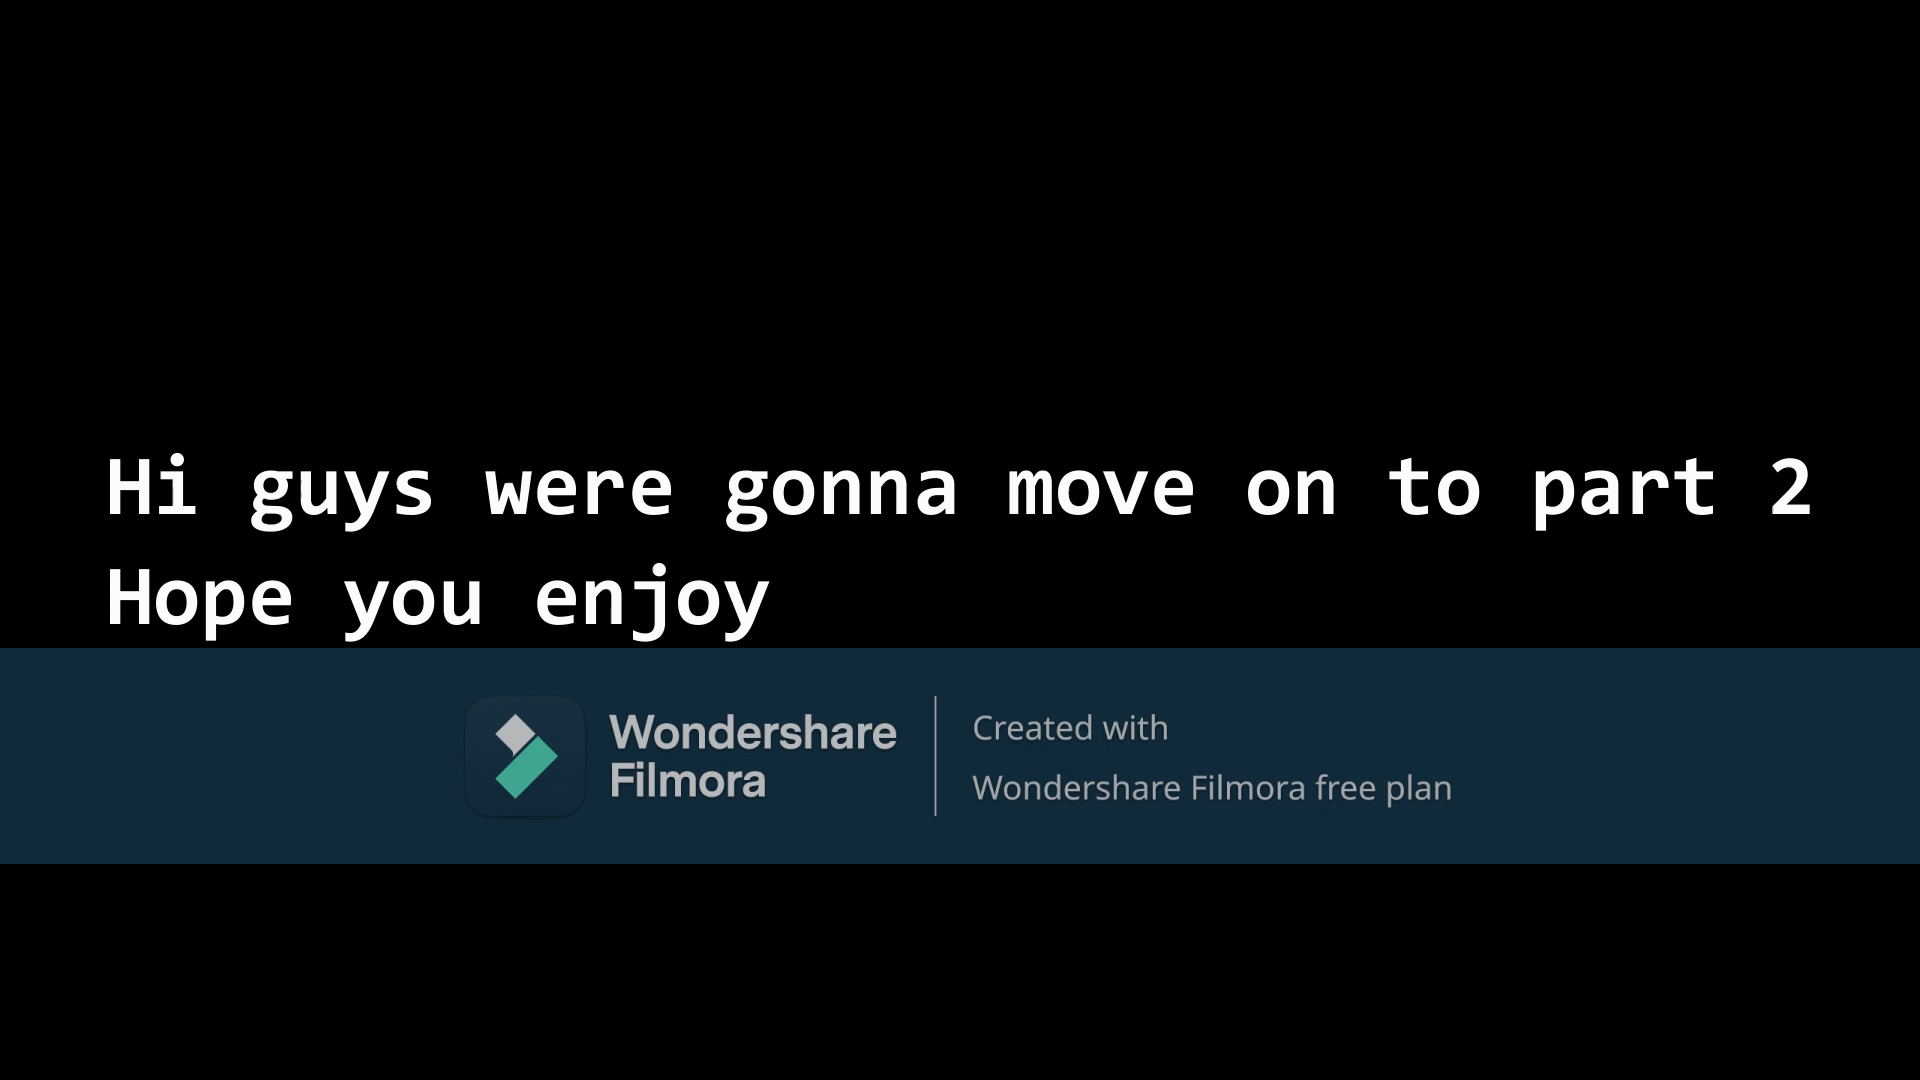 Hi guys were gonna move on to part 2
Hope you enjoy
Wondershare
Filmora
Created with
Wondershare Filmora free plan